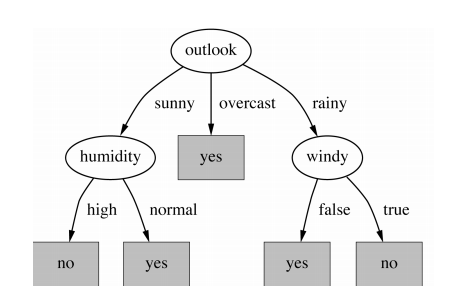 outlook
sunny overcast rainy
humidity yes windy
high normal false true
no yes yes no